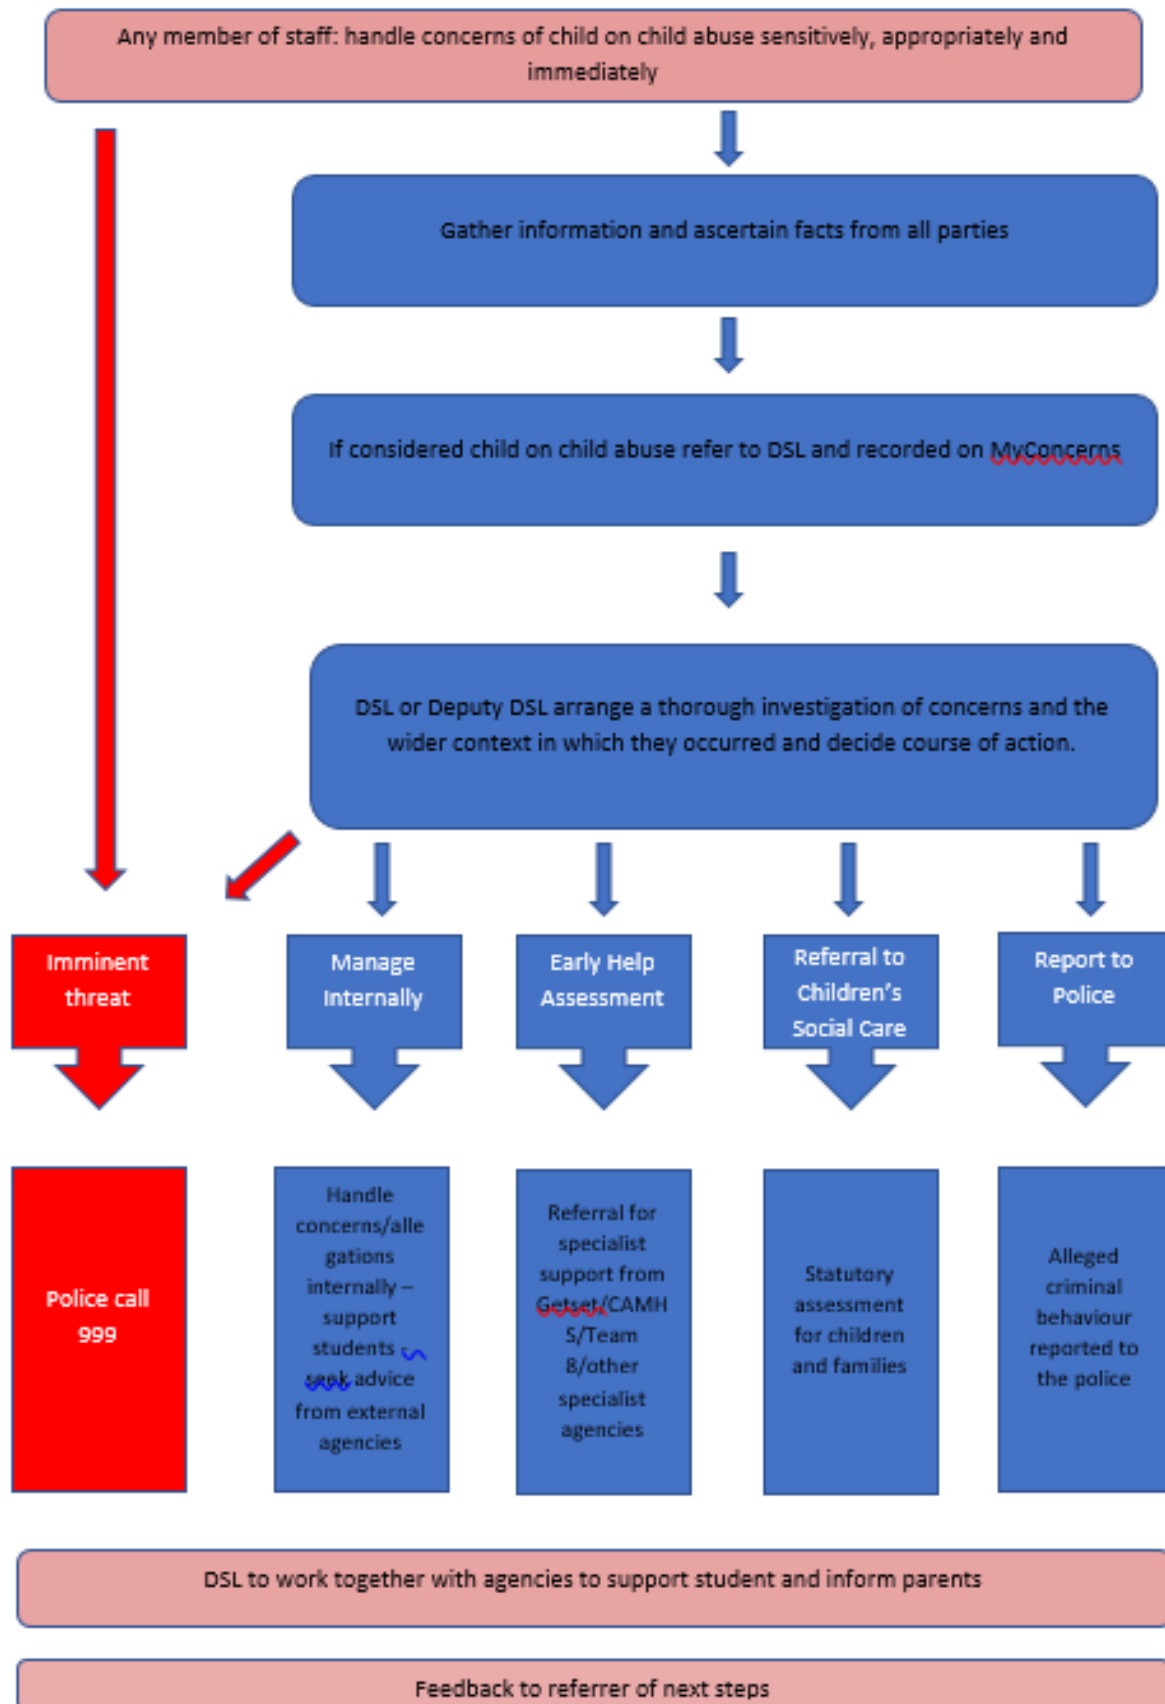 Any member of staff: handle concerns of child on child abuse sensitively, appropriately and
immediately
Gather information and ascertain facts from all parties
If considered child on child abuse refer to DSL and recorded on MyConcerns
DSL or Deputy DSL arrange a thorough investigation of concerns and the
wider context in which they occurred and decide course of action.
Imminent
threat
Manage
Internally
Early Help
Assessment
Referral to
Children's
Social Care
Report to
Police
Police call
999
Handle
concerns/alle
gations
internally –
support
students -
seek advice
from external
agencies
Referral for
specialist
support from
Getset/CAMH
S/Team
8/other
specialist
agencies
Statutory
assessment
for children
and families
Alleged
criminal
behaviour
reported to
the police
DSL to work together with agencies to support student and inform parents
Feedback to referrer of next steps